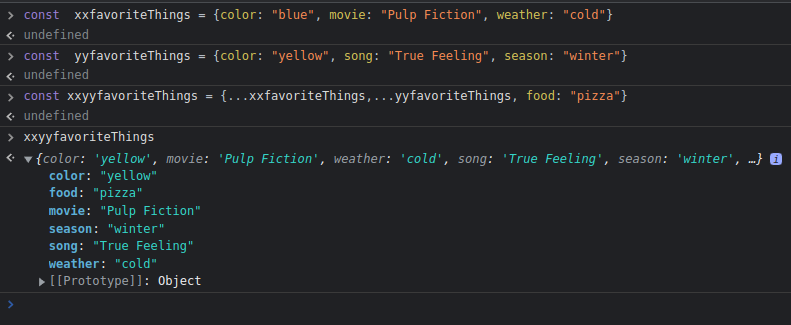 const  xxfavoriteThings = {color: "blue", movie: "Pulp Fiction", weather: "cold"}
undefined
const  yyfavoriteThings = {color: "yellow", song: "True Feeling", season: "winter"}
undefined
const xxyyfavoriteThings = {...xxfavoriteThings,...yyfavoriteThings, food: "pizza"}
undefined
xxyyfavoriteThings
{color: 'yellow', movie: 'Pulp Fiction', weather: 'cold', song: 'True Feeling', season: 'winter', …} i
color: "yellow"
food: "pizza"
movie: "Pulp Fiction"
season: "winter"
song: "True Feeling"
weather: "cold"
[[Prototype]]: Object